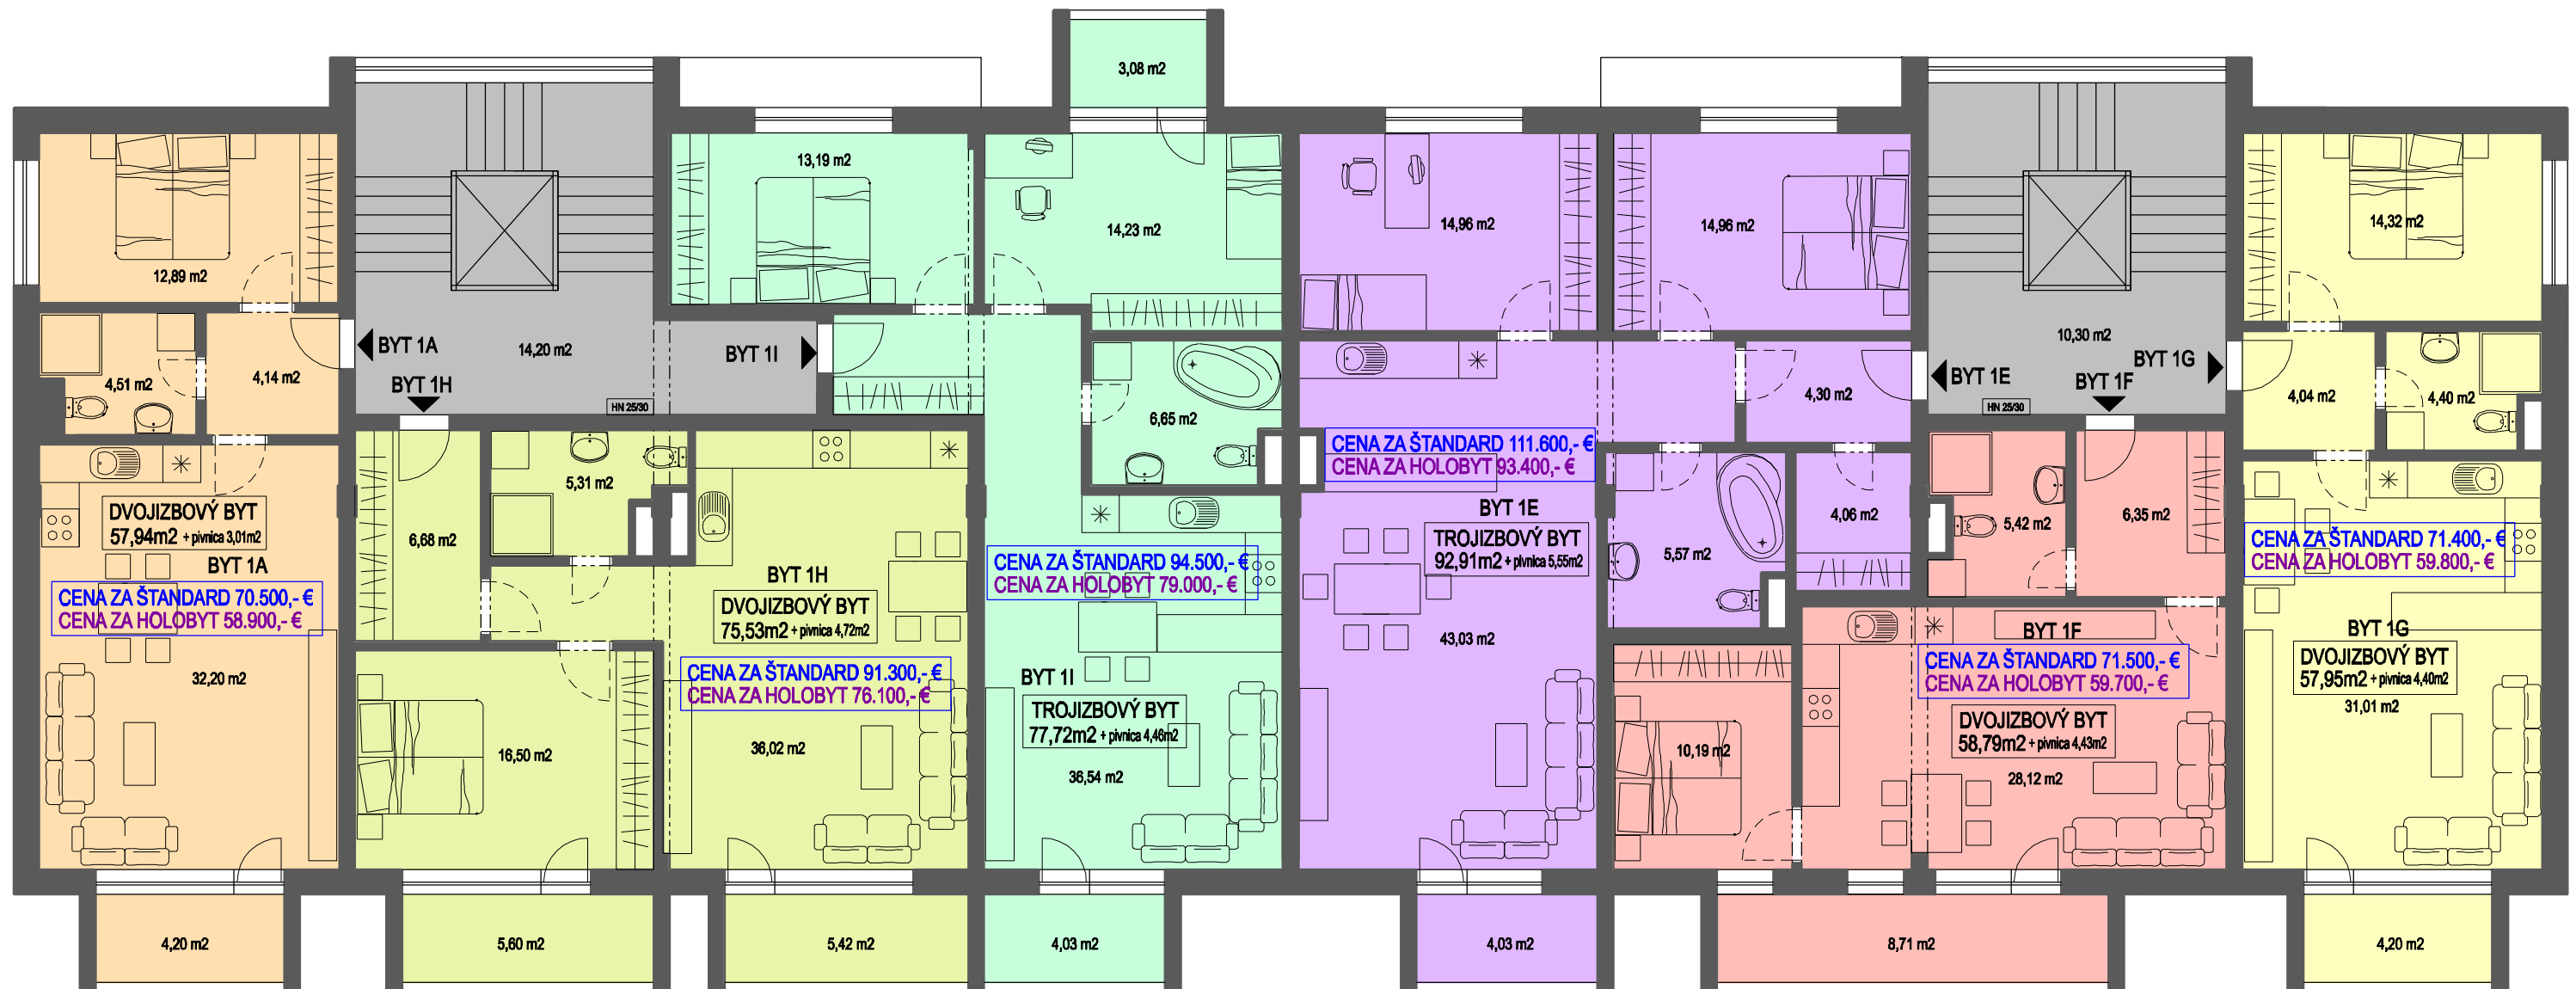 3,08 m2
12,89 m2
4,51 m2
4,14 m2
BYT 1A
BYT 1H
14,20 m2
BYT 1I
HN 25/30
DVOJIZBOVÝ BYT
57,94m2 + pivnica 3,01m2
BYT 1A
CENA ZA ŠTANDARD 70.500,- €
CENA ZA HOLOBYT 58.900,- €
32,20 m2
4,20 m2
6,68 m2
5,31 m2
BYT 1H
DVOJIZBOVÝ BYT
75,53m2 + pivnica 4,72m2
CENA ZA ŠTANDARD 91.300,- €
CENA ZA HOLOBYT 76.100,- €
16,50 m2
36,02 m2
5,60 m2
5,42 m2
13,19 m2
14,23 m2
6,65 m2
CENA ZA ŠTANDARD 94.500,- €
CENA ZA HOLOBYT 79.000,- €
BYT 1I
TROJIZBOVÝ BYT
77,72m2 + pivnica 4,46m2
36,54 m2
4,03 m2
14,96 m2
14,96 m2
4,30 m2
CENA ZA ŠTANDARD 111.600,- €
CENA ZA HOLOBYT 93.400,- €
BYT 1E
TROJIZBOVÝ BYT
92,91m2 + pivnica 5,55m2
5,57 m2
4,06 m2
43,03 m2
4,03 m2
10,30 m2
BYT 1E
BYT 1F
BYT 1G
HN 25/30
5,42 m2
6,35 m2
BYT 1F
CENA ZA ŠTANDARD 71.500,- €
CENA ZA HOLOBYT 59.700,- €
DVOJIZBOVÝ BYT
58,79m2 + pivnica 4,43m2
10,19 m2
28,12 m2
8,71 m2
14,32 m2
4,04 m2
4,40 m2
CENA ZA ŠTANDARD 71.400,- €
CENA ZA HOLOBYT 59.800,- €
BYT 1G
DVOJIZBOVÝ BYT
57,95m2 + pivnica 4,40m2
31,01 m2
4,20 m2